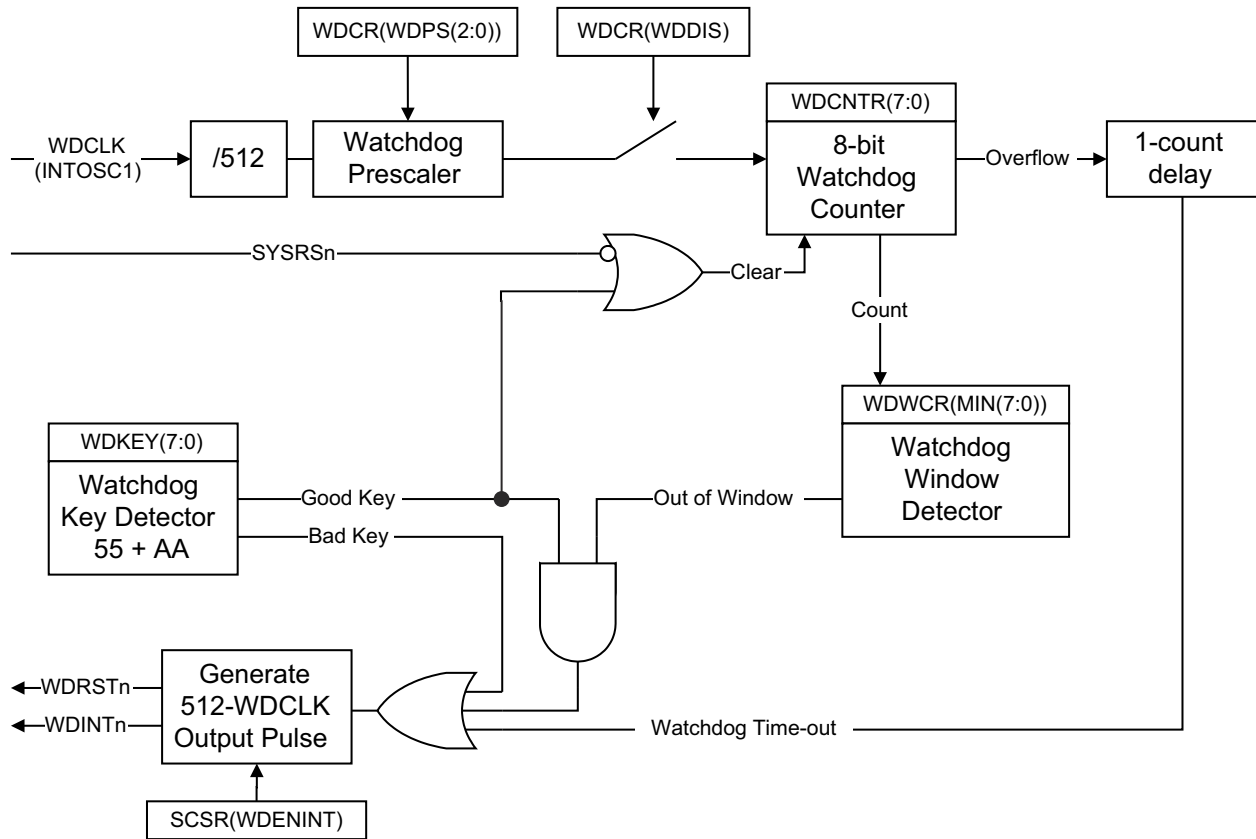 WDCR(WDPS(2:0))
WDCR(WDDIS)
WDCNTR(7:0)
WDCLK
(INTOSC1)
/512
Watchdog
Prescaler
8-bit
Watchdog
Counter
Overflow
1-count
delay
SYSRSn
Clear
Count
WDWCR(MIN(7:0))
Watchdog
Window
Detector
WDKEY(7:0)
Watchdog
Key Detector
55 + AA
Good Key
Out of Window
Bad Key
Generate
512-WDCLK
Output Pulse
WDRSTn
WDINTn
Watchdog Time-out
SCSR(WDENINT)